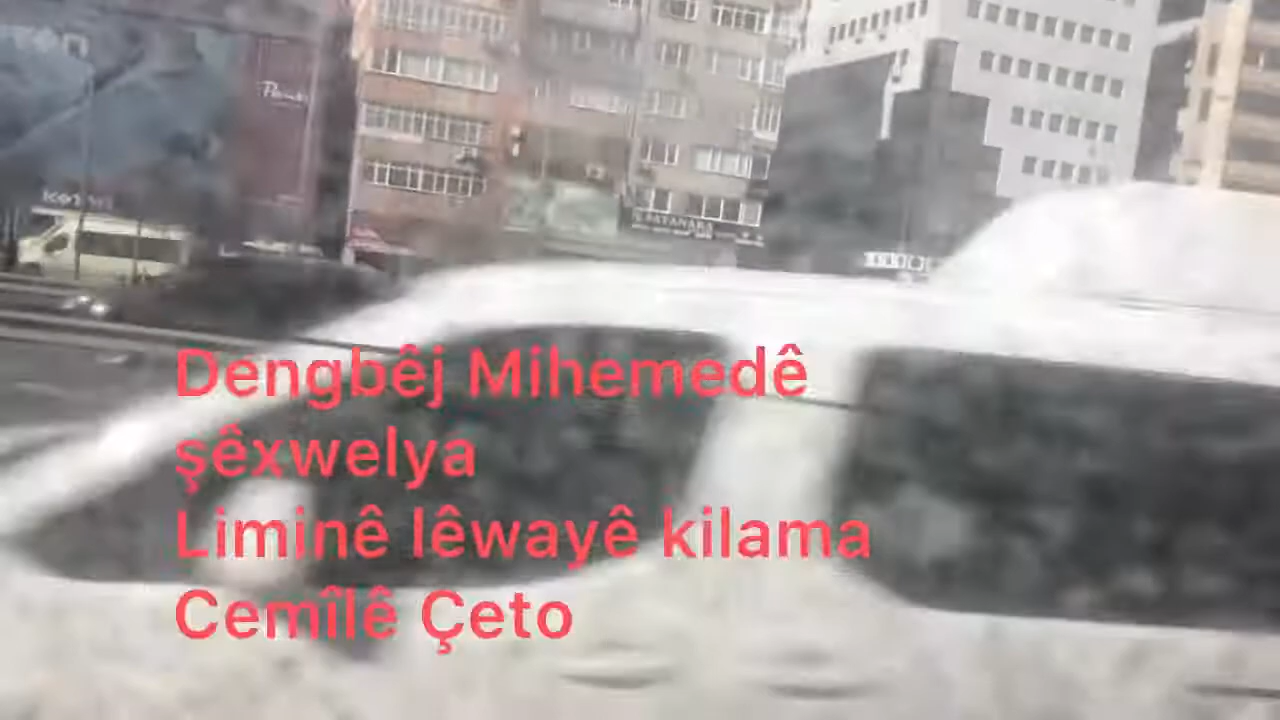 Dengbêj Mihemedê
şêxwelya
Liminê lêwayê kilama
Cemîlê Çeto